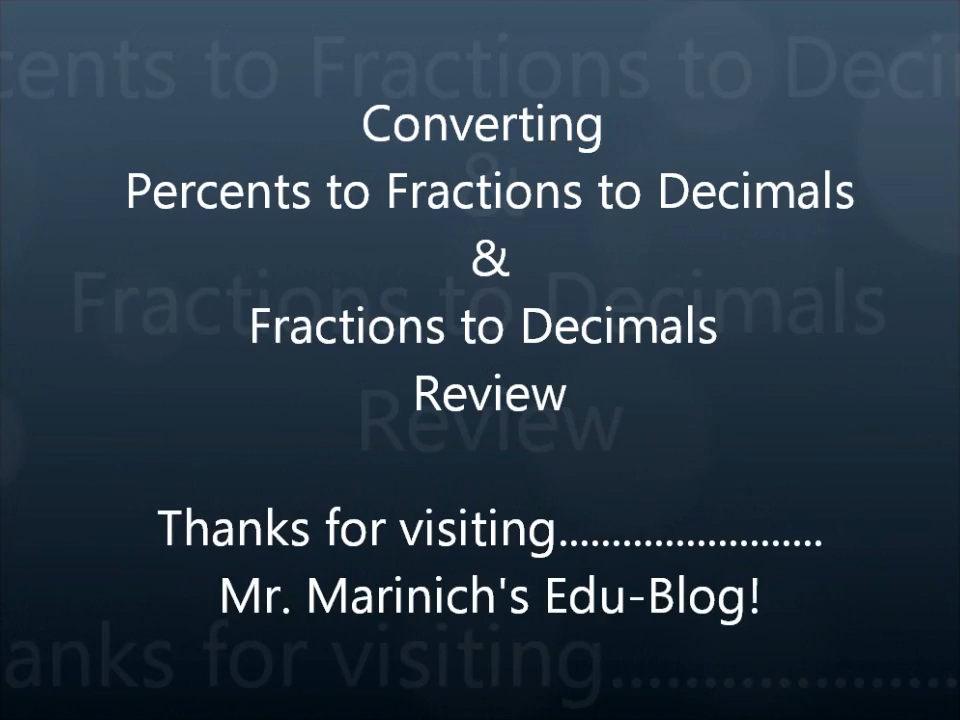 Converting
Percents to Fractions to Decimals
&
Fractions to Decimals
Review
Thanks for visiting.........................
Mr. Marinich's Edu-Blog!